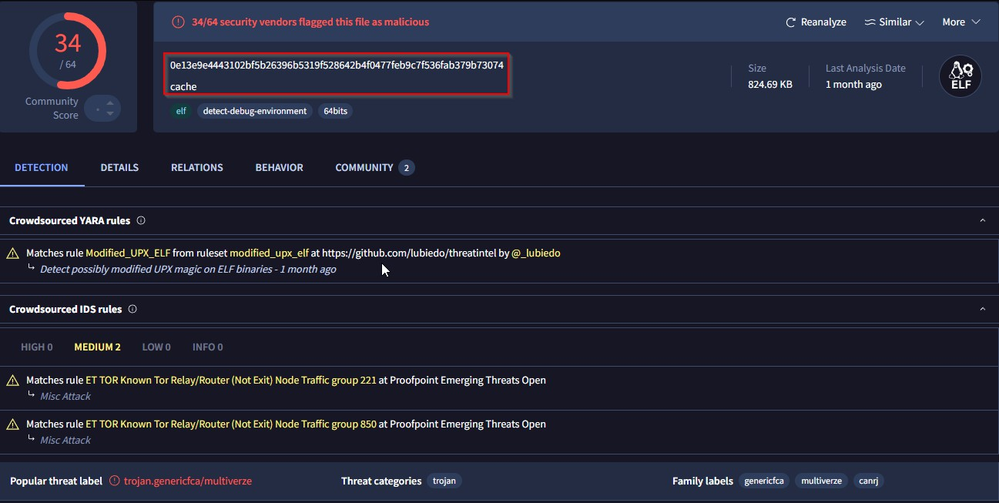 34
/ 64
Community
Score
34/64 security vendors flagged this file as malicious
Reanalyze
Similar
More
0e13e9e4443102bf5b26396b5319f528642b4f0477feb9c7f536fab379b73074
cache
Size
824.69 KB
Last Analysis Date
1 month ago
ELF
elf
detect-debug-environment
64bits
DETECTION
DETAILS
RELATIONS
BEHAVIOR
COMMUNITY 2
Crowdsourced YARA rules
Matches rule Modified_UPX_ELF from ruleset modified_upx_elf at https://github.com/lubiedo/threatintel by @_lubiedo
Detect possibly modified UPX magic on ELF binaries - 1 month ago
Crowdsourced IDS rules
HIGH 0
MEDIUM 2
LOW 0
INFO 0
Matches rule ET TOR Known Tor Relay/Router (Not Exit) Node Traffic group 221 at Proofpoint Emerging Threats Open
Misc Attack
Matches rule ET TOR Known Tor Relay/Router (Not Exit) Node Traffic group 850 at Proofpoint Emerging Threats Open
Misc Attack
Popular threat label trojan.genericfca/multiverze
Threat categories trojan
Family labels genericfca multiverze canrj